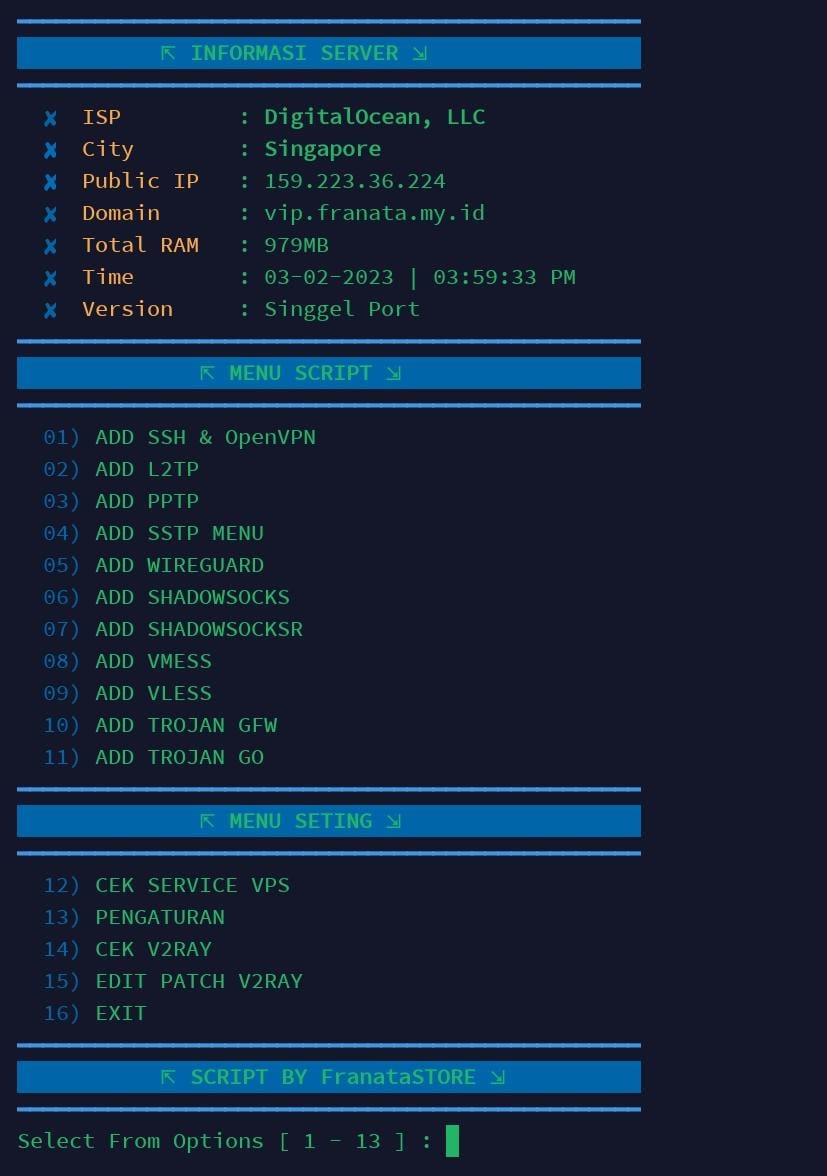 ⇱ INFORMASI SERVER ⇲
✘ ISP : DigitalOcean, LLC
✘ City : Singapore
✘ Public IP : 159.223.36.224
✘ Domain : vip.franata.my.id
✘ Total RAM : 979MB
✘ Time : 03-02-2023 | 03:59:33 PM
✘ Version : Singgel Port
⇱ MENU SCRIPT ⇲
01) ADD SSH & OpenVPN
02) ADD L2TP
03) ADD PPTP
04) ADD SSTP MENU
05) ADD WIREGUARD
06) ADD SHADOWSOCKS
07) ADD SHADOWSOCKSR
08) ADD VMESS
09) ADD VLESS
10) ADD TROJAN GFW
11) ADD TROJAN GO
⇱ MENU SETING ⇲
12) CEK SERVICE VPS
13) PENGATURAN
14) CEK V2RAY
15) EDIT PATCH V2RAY
16) EXIT
⇱ SCRIPT BY FranataSTORE ⇲
Select From Options [ 1 - 13 ] :